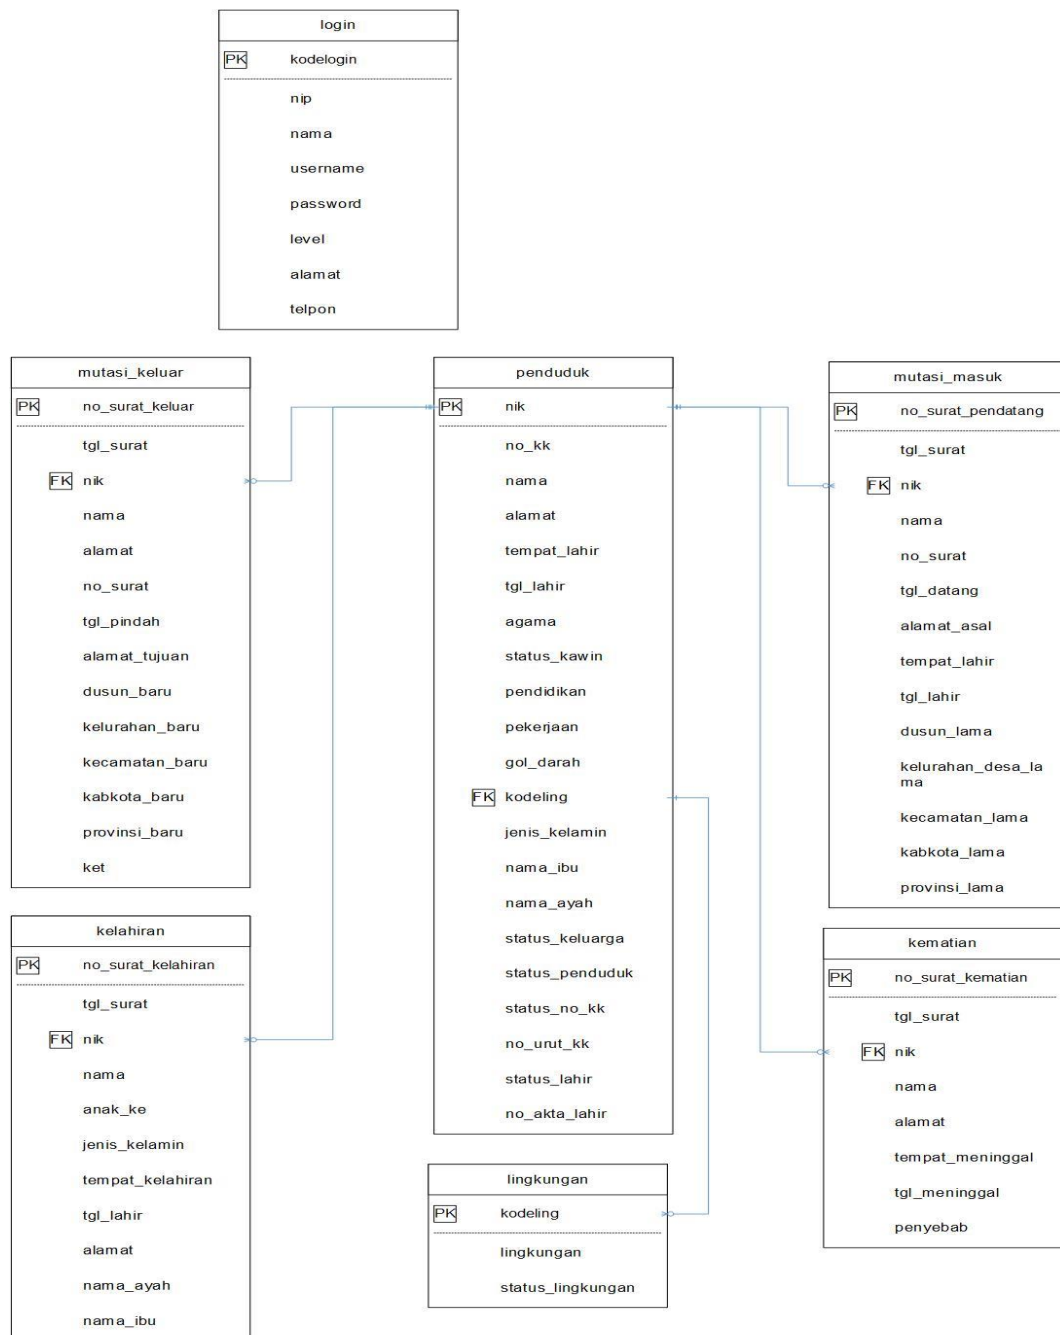 login
PK kodelogin
nip
nama
username
password
level
alamat
telpon
mutasi_keluar
PK no_surat_keluar
tgl_surat
FK nik
nama
alamat
no_surat
tgl_pindah
alamat_tujuan
dusun_baru
kelurahan_baru
kecamatan_baru
kabkota_baru
provinsi_baru
ket
penduduk
PK nik
no_kk
nama
alamat
tempat_lahir
tgl_lahir
agama
status_kawin
pendidikan
pekerjaan
gol_darah
FK kodeling
jenis_kelamin
nama_ibu
nama_ayah
status_keluarga
status_penduduk
status_no_kk
no_urut_kk
status_lahir
no_akta_lahir
mutasi_masuk
PK no_surat_pendatang
tgl_surat
FK nik
nama
no_surat
tgl_datang
alamat_asal
tempat_lahir
tgl_lahir
dusun_lama
kelurahan_desa_la
ma
kecamatan_lama
kabkota_lama
provinsi_lama
kelahiran
PK no_surat_kelahiran
tgl_surat
FK nik
nama
anak_ke
jenis_kelamin
tempat_kelahiran
tgl_lahir
alamat
nama_ayah
nama_ibu
lingkungan
PK kodeling
lingkungan
status_lingkungan
kematian
PK no_surat_kematian
tgl_surat
FK nik
nama
alamat
tempat_meninggal
tgl_meninggal
penyebab